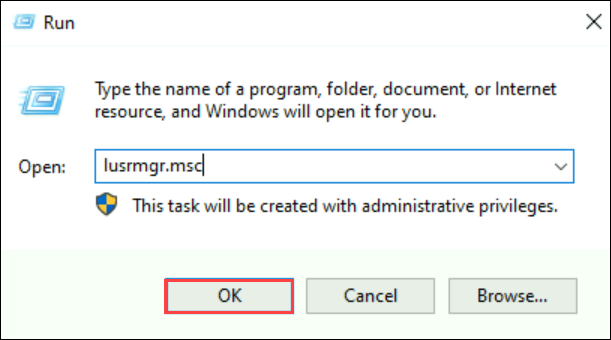 Run
Type the name of a program, folder, document, or Internet
resource, and Windows will open it for you.
Open: lusrmgr.msc
This task will be created with administrative privileges.
OK Cancel Browse...